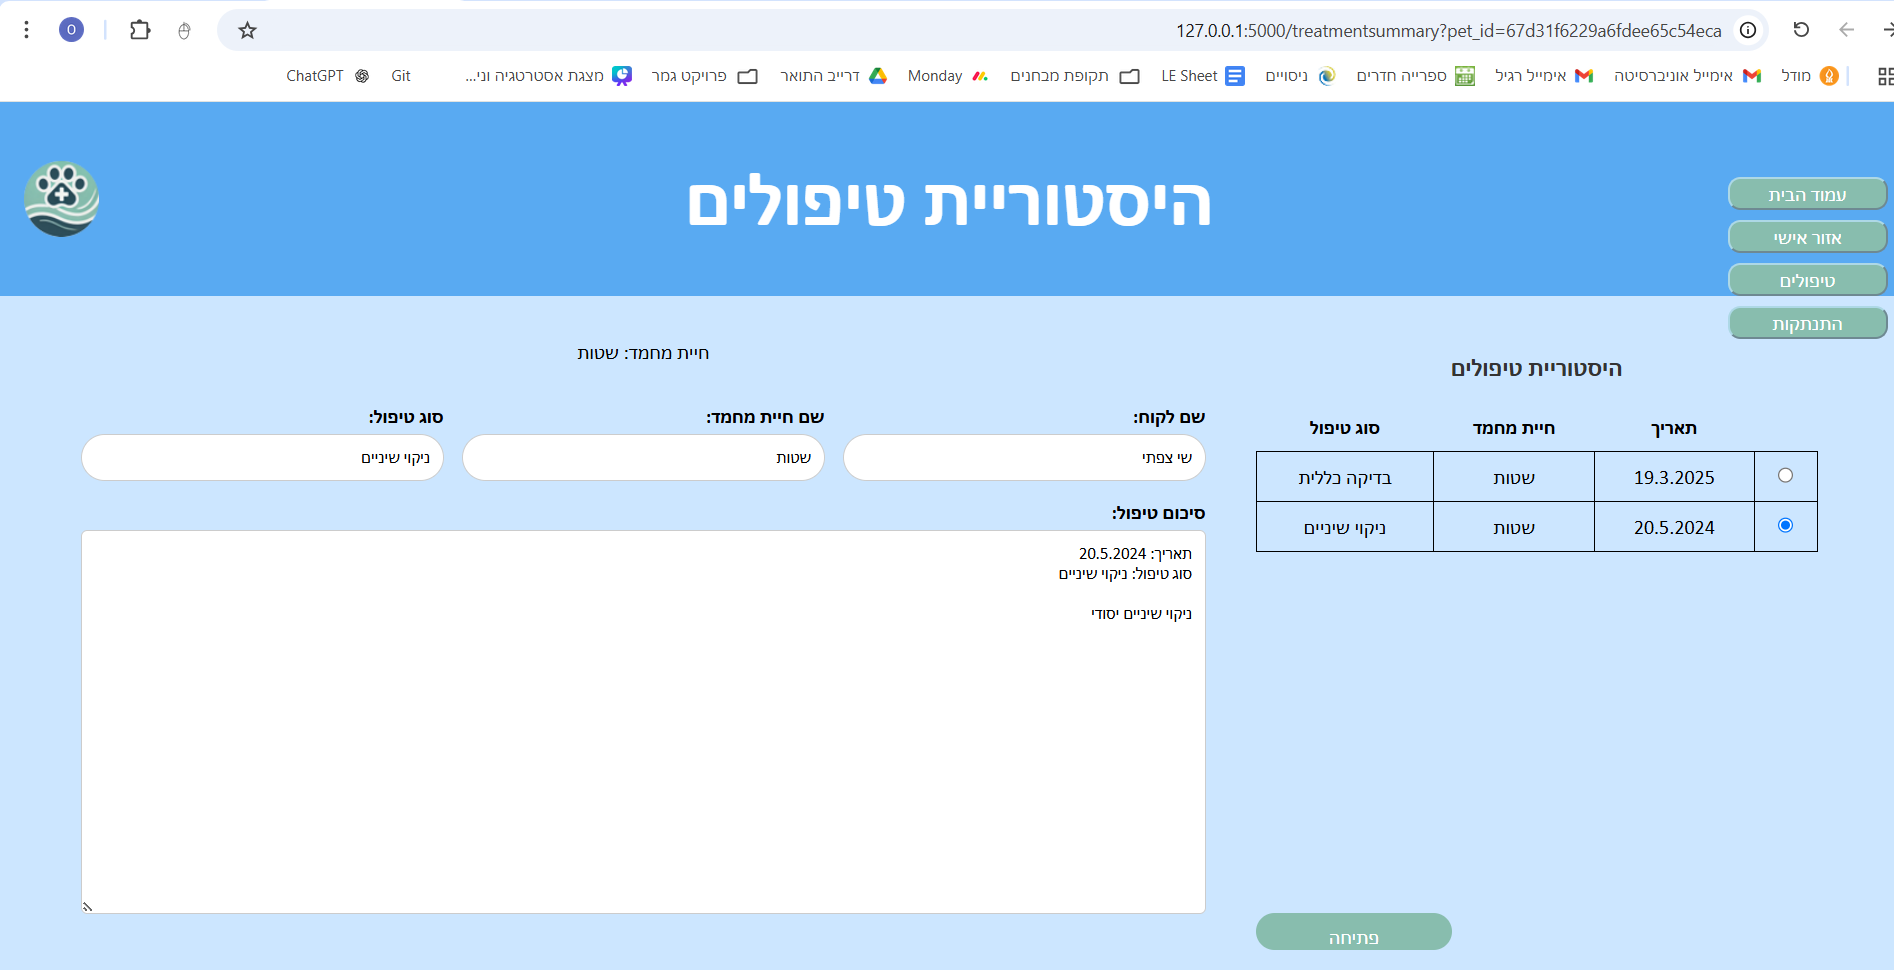 127.0.0.1:5000/treatmentsummary?pet_id=67d31f6229a6fdee65c54eca
O
מודל
אימייל אוניברסיטה
אימייל רגיל
ספרייה חדרים
ניסויים
LE Sheet
תקופת מבחנים
Monday
דרייב התואר
פרויקט גמר
מצגת אסטרטגיה וני...
Git
ChatGPT
היסטוריית טיפולים
עמוד הבית
אזור אישי
טיפולים
התנתקות
היסטוריית טיפולים
תאריך חיית מחמד סוג טיפול
19.3.2025 שטות בדיקה כללית
20.5.2024 שטות ניקוי שיניים
פתיחה
חיית מחמד: שטות
שם לקוח: שם חיית מחמד: סוג טיפול:
שי צפתי שטות ניקוי שיניים
סיכום טיפול:
תאריך: 20.5.2024
סוג טיפול: ניקוי שיניים
ניקוי שיניים יסודי